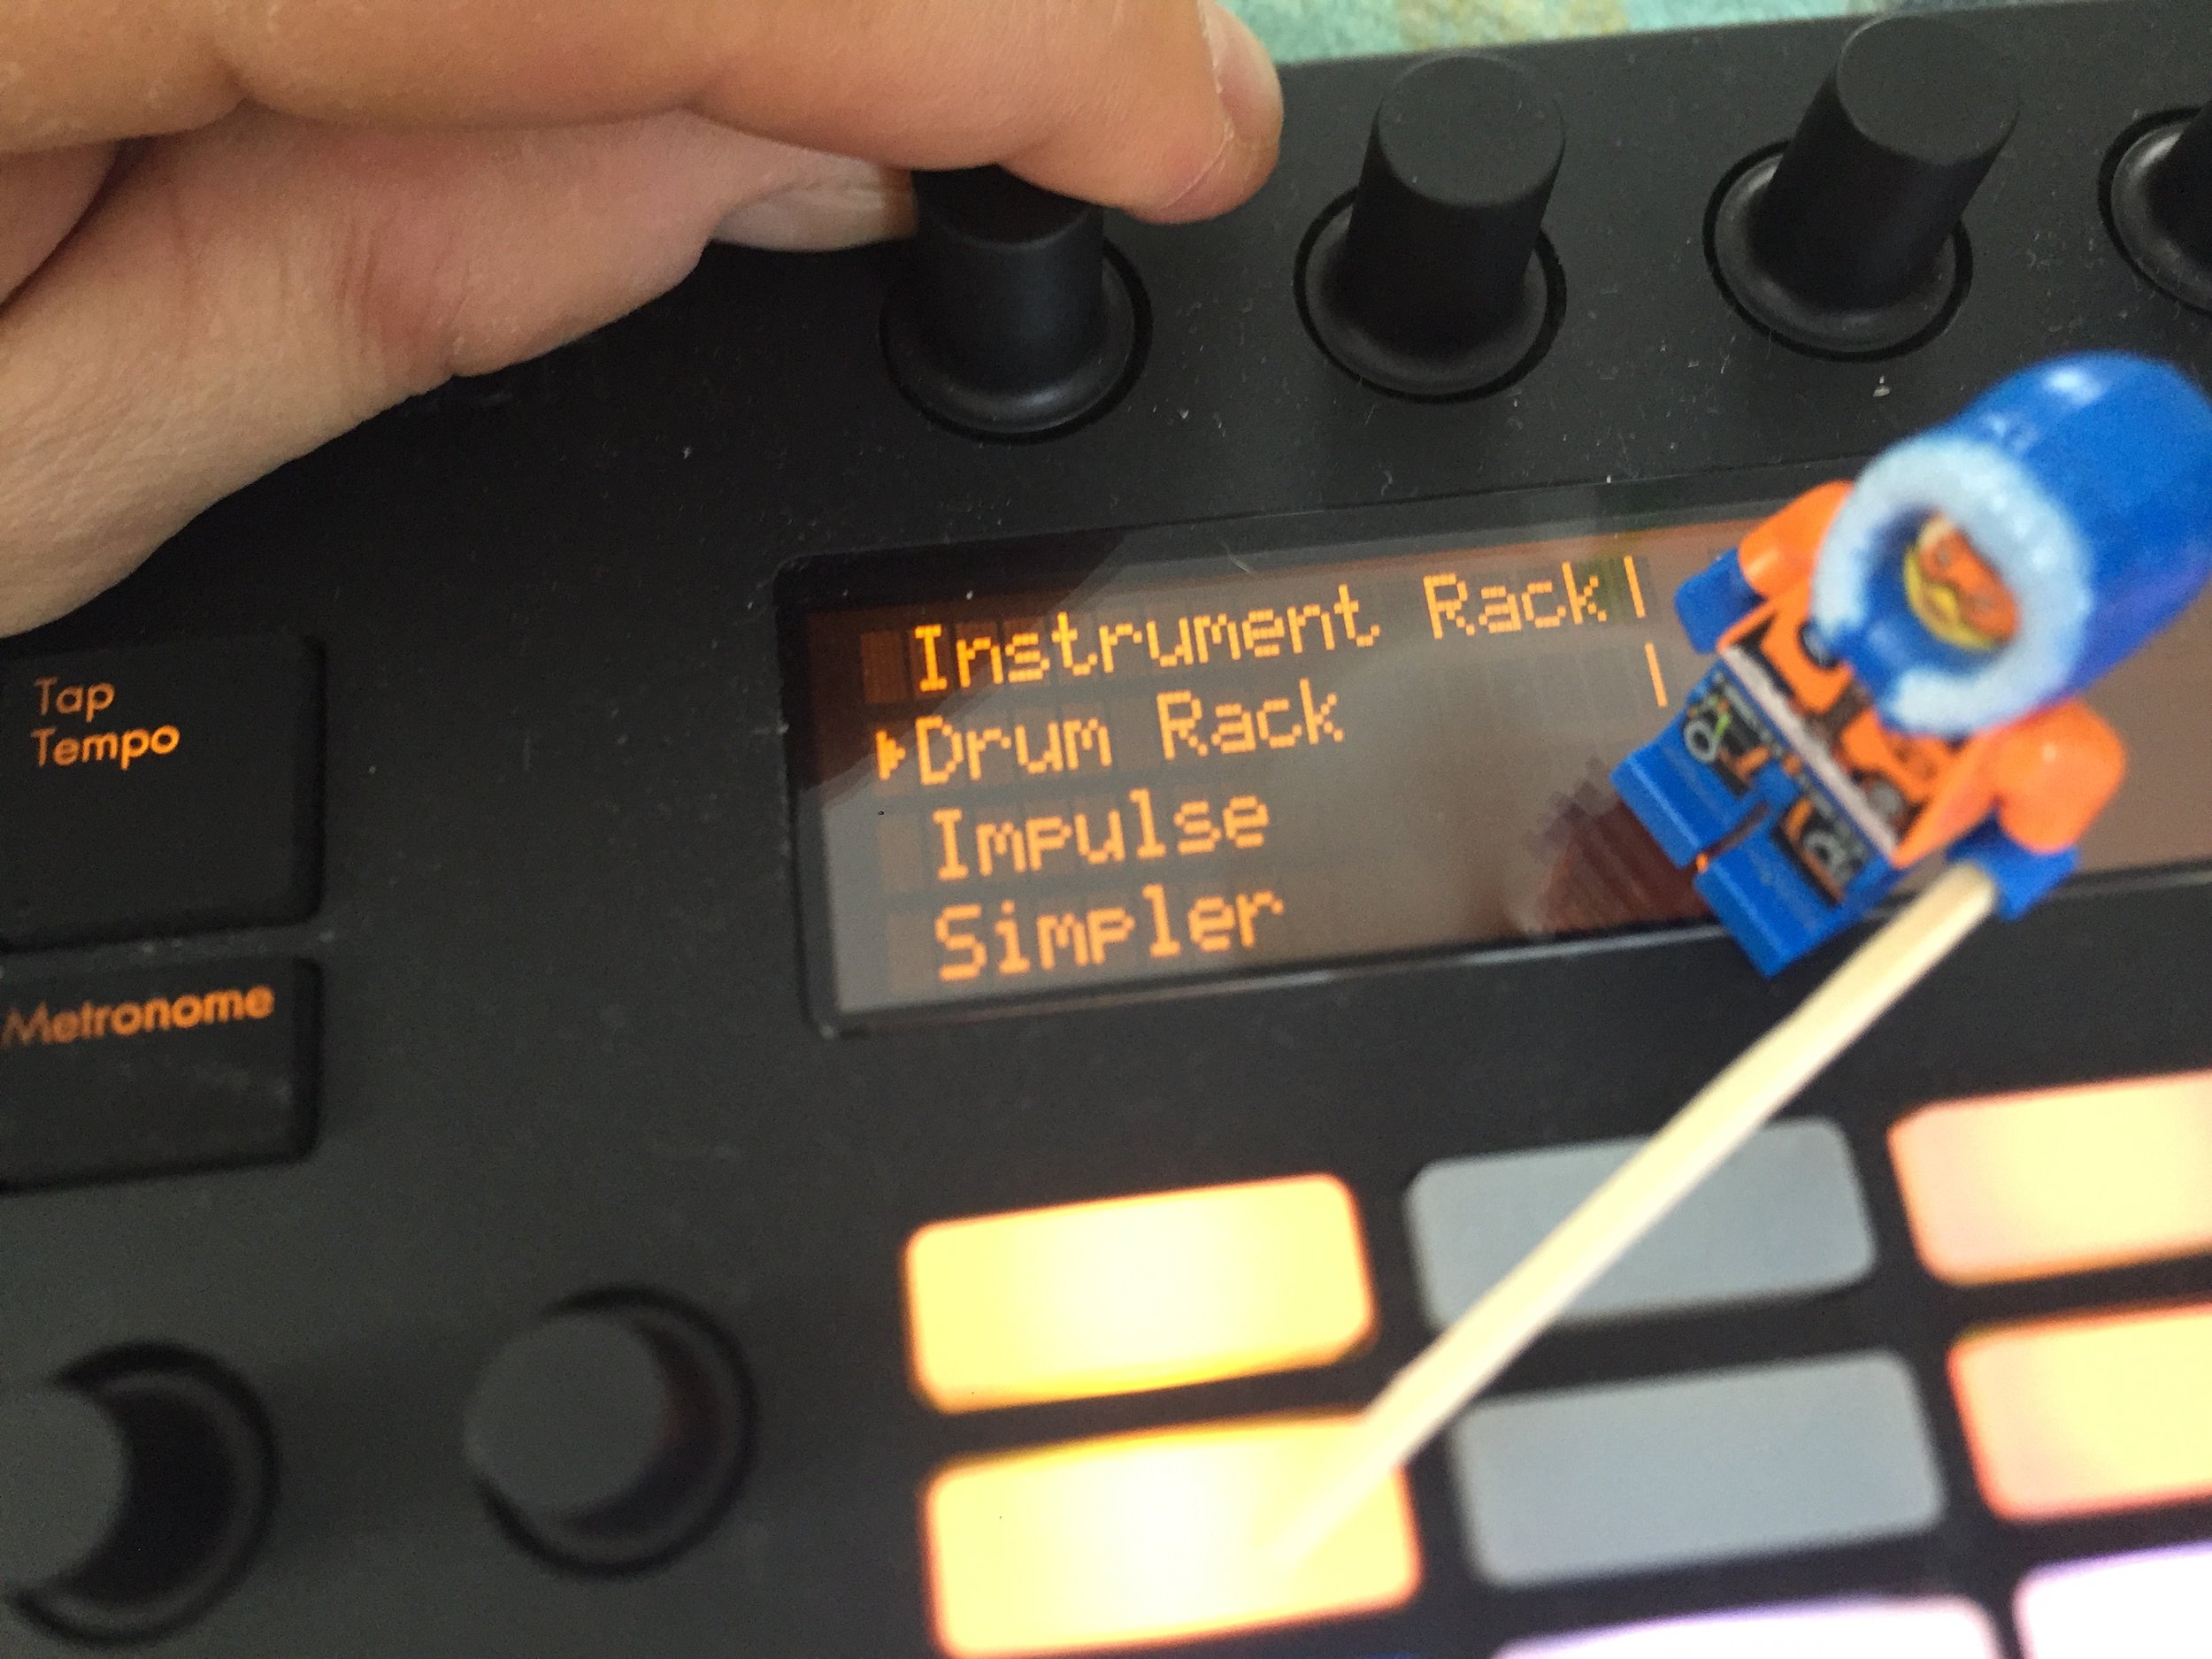 Instrument Rack
Drum Rack
Impulse
Simpler
Tap
Tempo
Metronome